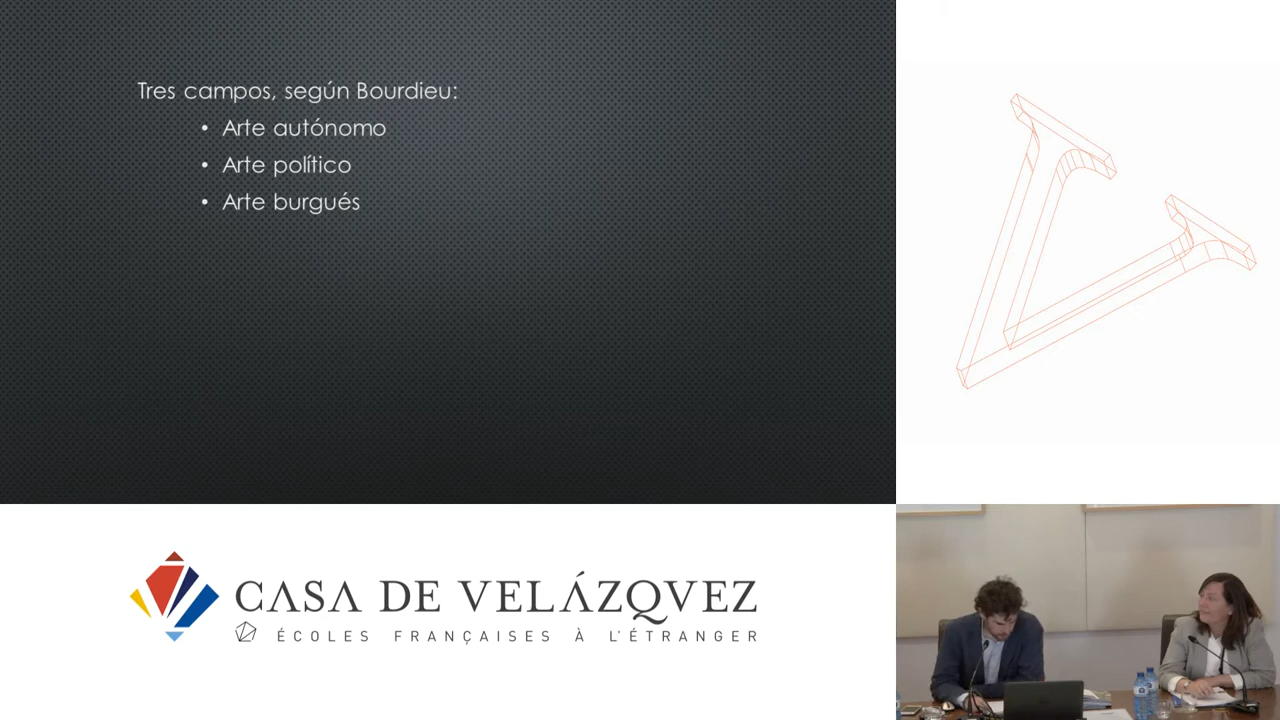 Tres campos, según Bourdieu:
• Arte autónomo
• Arte político
• Arte burgués
CASA DE VELÁZQVEZ
ÉCOLES FRANÇAISES À L'ÉTRANGER